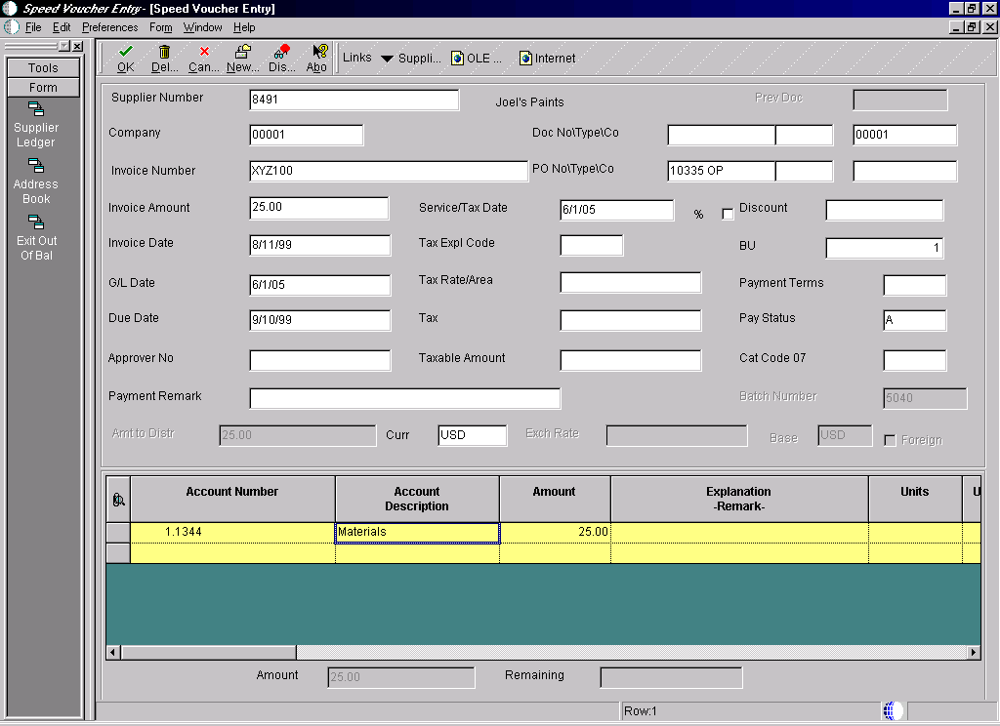 Speed Voucher Entry - [Speed Voucher Entry]
File Edit Preferences Form Window Help
Tools
Form
Supplier
Ledger
Address
Book
Exit Out
Of Bal
OK Del... Can... New... Dis... Abo Links Suppli... OLE ... Internet
Supplier Number 8491 Joel's Paints Prev Doc
Company 00001 Doc No\Type\Co 00001
Invoice Number XYZ100 PO No\Type\Co 10335 OP
Invoice Amount 25.00 Service/Tax Date 6/1/05 % Discount
Invoice Date 8/11/99 Tax Expl Code BU 1
G/L Date 6/1/05 Tax Rate/Area Payment Terms
Due Date 9/10/99 Tax Pay Status A
Approver No Taxable Amount Cat Code 07
Payment Remark Batch Number 5040
Amt to Distr 25.00 Curr USD Exch Rate Base USD Foreign
Account Number Account Description Amount Explanation -Remark- Units U
1.1344 Materials 25.00
Amount 25.00 Remaining
Row:1